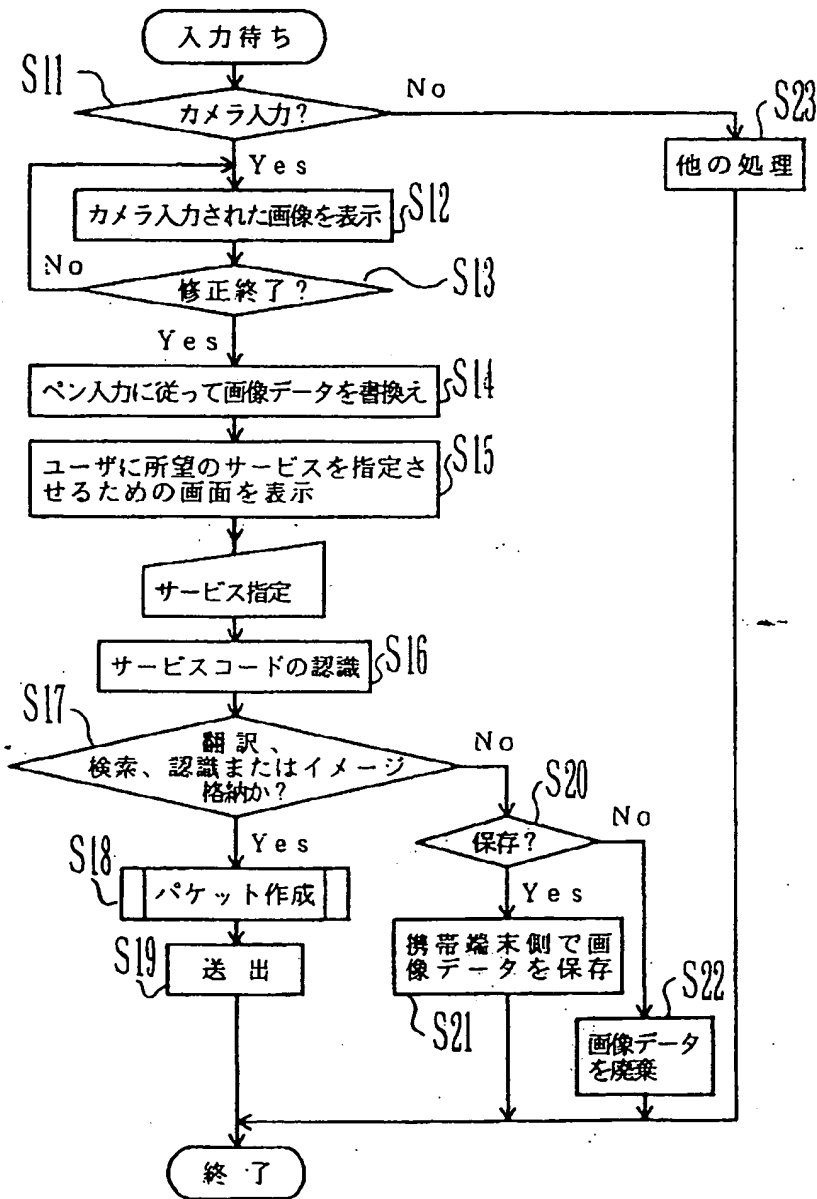 入力待ち
S11
カメラ入力?
No
S23
他の処理
Yes
カメラ入力された画像を表示
S12
No
修正終了?
S13
Yes
ペン入力に従って画像データを書換え
S14
ユーザに所望のサービスを指定さ
せるための画面を表示
S15
サービス指定
サービスコードの認識
S16
S17
翻訳、
検索、認識またはイメージ
格納か?
No
S20
Yes
保存?
No
S18
パケット作成
Yes
S19
送出
携帯端末側で画
像データを保存
S21
S22
画像データ
を廃棄
終了